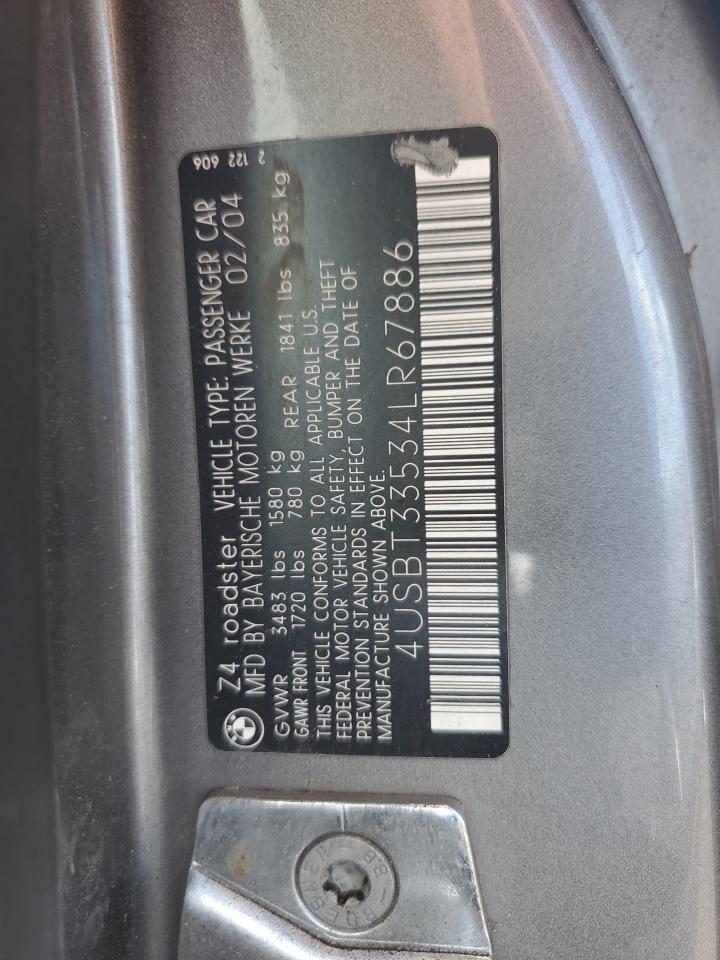 Z4 roadster VEHICLE TYPE: PASSENGER CAR
MFD BY BAYERISCHE MOTOREN WERKE 02/04
2 122 606
GVWR 3483 lbs 1580 kg
GAWR FRONT 1720 lbs 780 kg REAR 1841 lbs 835 kg
THIS VEHICLE CONFORMS TO ALL APPLICABLE U.S.
FEDERAL MOTOR VEHICLE SAFETY, BUMPER AND THEFT
PREVENTION STANDARDS IN EFFECT ON THE DATE OF
MANUFACTURE SHOWN ABOVE.
4USBT33534LR67886
8.8